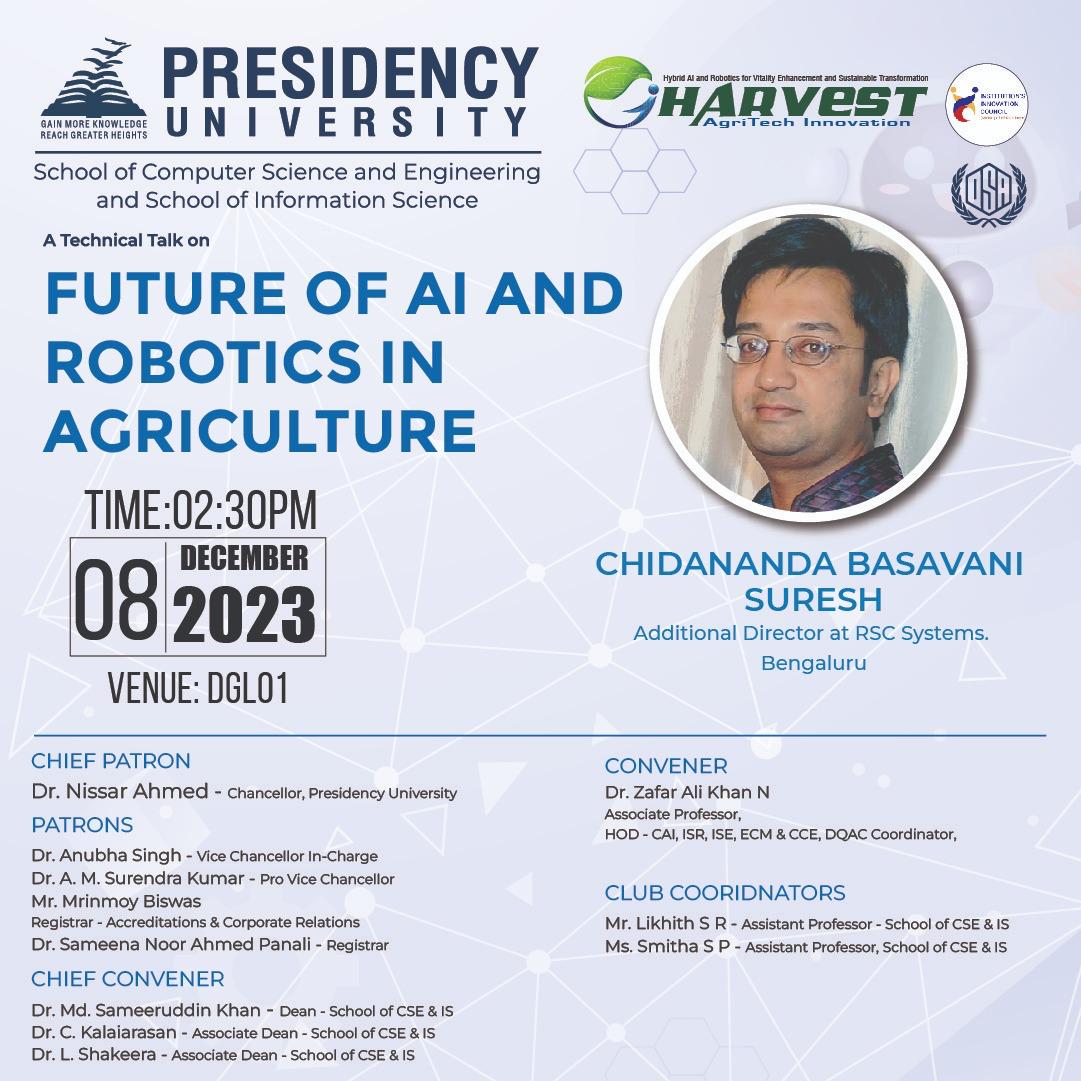 PRESIDENCY
UNIVERSITY
GAIN MORE KNOWLEDGE
REACH GREATER HEIGHTS
School of Computer Science and Engineering
and School of Information Science
Hybrid AI and Robotics for Vitality Enhancement and Sustainable Transformation
HARVEST
AgriTech Innovation
INSTITUTION'S
INNOVATION
COUNCIL
DSA
A Technical Talk on
FUTURE OF AI AND
ROBOTICS IN
AGRICULTURE
TIME:02:30PM
08 DECEMBER
2023
VENUE: DGL01
CHIDANANDA BASAVANI
SURESH
Additional Director at RSC Systems.
Bengaluru
CHIEF PATRON
Dr. Nissar Ahmed - Chancellor, Presidency University
PATRONS
Dr. Anubha Singh - Vice Chancellor In-Charge
Dr. A. M. Surendra Kumar - Pro Vice Chancellor
Mr. Mrinmoy Biswas
Registrar - Accreditations & Corporate Relations
Dr. Sameena Noor Ahmed Panali - Registrar
CHIEF CONVENER
Dr. Md. Sameeruddin Khan - Dean - School of CSE & IS
Dr. C. Kalaiarasan - Associate Dean - School of CSE & IS
Dr. L. Shakeera - Associate Dean - School of CSE & IS
CONVENER
Dr. Zafar Ali Khan N
Associate Professor,
HOD - CAI, ISR, ISE, ECM & CCE, DQAC Coordinator,
CLUB COORIDNATORS
Mr. Likhith S R - Assistant Professor - School of CSE & IS
Ms. Smitha S P - Assistant Professor, School of CSE & IS